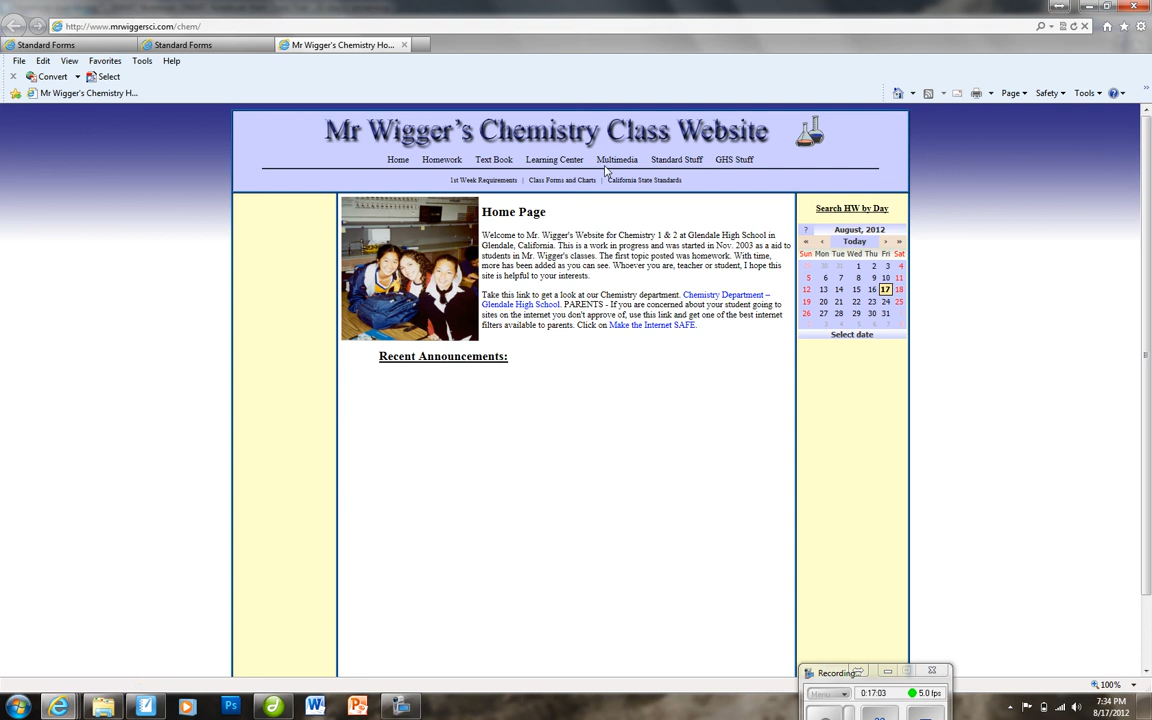 http://www.mrwiggersci.com/chem/
Standard Forms
Standard Forms
Mr Wigger's Chemistry Ho...
File Edit View Favorites Tools Help
Convert Select
Mr Wigger's Chemistry H...
Page Safety Tools
Mr Wigger's Chemistry Class Website
Home Homework Text Book Learning Center Multimedia Standard Stuff GHS Stuff
1st Week Requirements | Class Forms and Charts | California State Standards
Home Page
Welcome to Mr. Wigger's Website for Chemistry 1 & 2 at Glendale High School in
Glendale, California. This is a work in progress and was started in Nov. 2003 as a aid to
students in Mr. Wigger's classes. The first topic posted was homework. With time,
more has been added as you can see. Whoever you are, teacher or student, I hope this
site is helpful to your interests.
Take this link to get a look at our Chemistry department. Chemistry Department –
Glendale High School. PARENTS - If you are concerned about your student going to
sites on the internet you don't approve of, use this link and get one of the best internet
filters available to parents. Click on Make the Internet SAFE.
Recent Announcements:
Search HW by Day
? August, 2012
« ‹ Today › »
Sun Mon Tue Wed Thu Fri Sat
1 2 3 4
5 6 7 8 9 10 11
12 13 14 15 16 17 18
19 20 21 22 23 24 25
26 27 28 29 30 31
Select date
Recording...
Menu 0:17:03 5.0 fps
100%
7:34 PM
8/17/2012